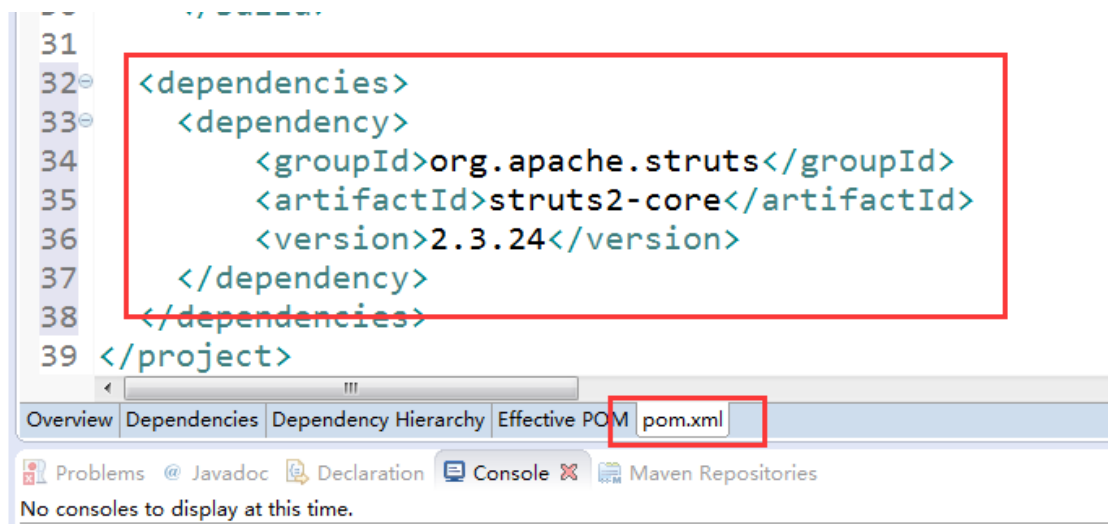 31
32 <dependencies>
33 <dependency>
34 <groupId>org.apache.struts</groupId>
35 <artifactId>struts2-core</artifactId>
36 <version>2.3.24</version>
37 </dependency>
38 </dependencies>
39 </project>
Overview Dependencies Dependency Hierarchy Effective POM pom.xml
Problems @ Javadoc Declaration Console Maven Repositories
No consoles to display at this time.